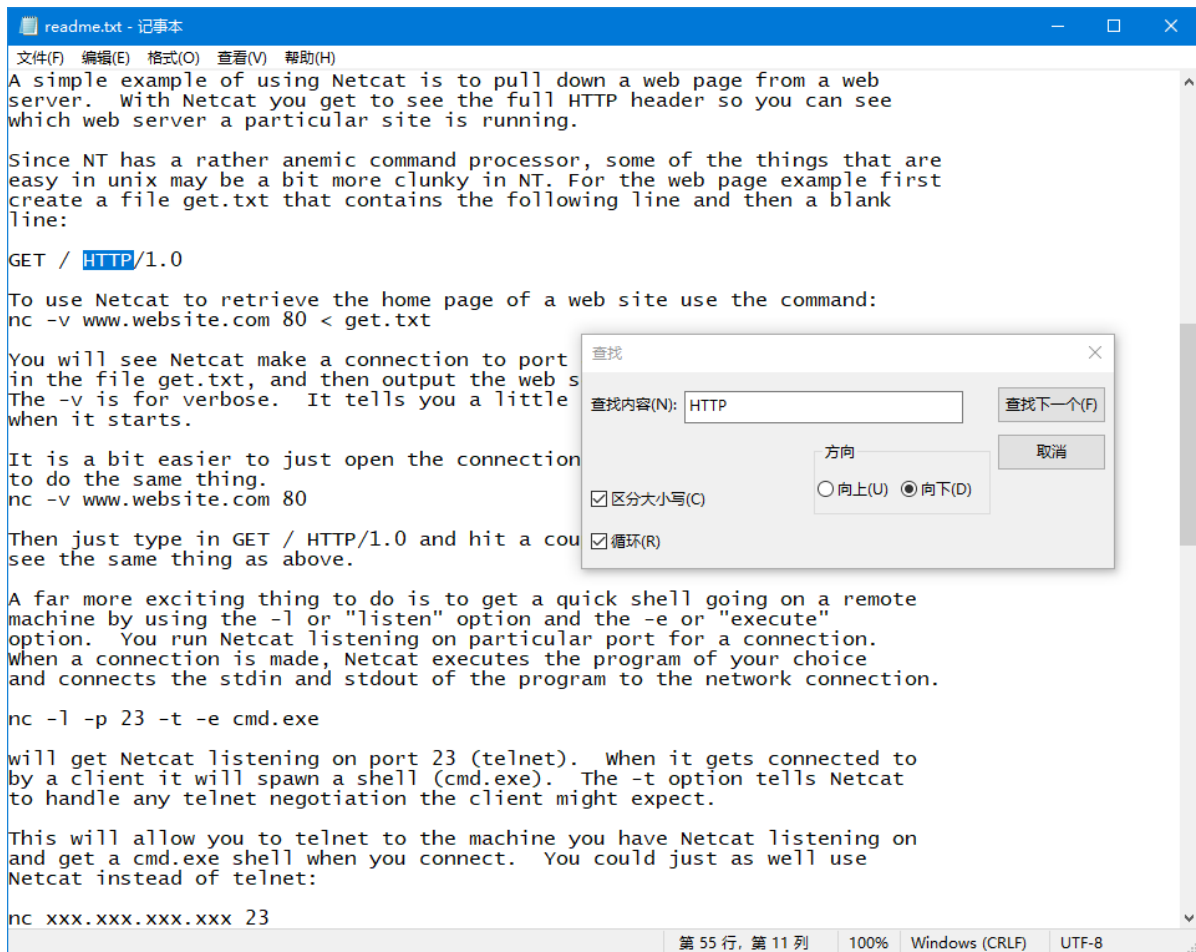 readme.txt - 记事本
文件(F) 编辑(E) 格式(O) 查看(V) 帮助(H)
A simple example of using Netcat is to pull down a web page from a web
server.  With Netcat you get to see the full HTTP header so you can see
which web server a particular site is running.
Since NT has a rather anemic command processor, some of the things that are
easy in unix may be a bit more clunky in NT. For the web page example first
create a file get.txt that contains the following line and then a blank
line:
GET / HTTP/1.0
To use Netcat to retrieve the home page of a web site use the command:
nc -v www.website.com 80 < get.txt
You will see Netcat make a connection to port
in the file get.txt, and then output the web s
The -v is for verbose.  It tells you a little
when it starts.
It is a bit easier to just open the connection
to do the same thing.
nc -v www.website.com 80
Then just type in GET / HTTP/1.0 and hit a cou
see the same thing as above.
查找
查找内容(N): HTTP
查找下一个(F)
取消
方向
向上(U) 向下(D)
区分大小写(C)
循环(R)
A far more exciting thing to do is to get a quick shell going on a remote
machine by using the -l or "listen" option and the -e or "execute"
option.  You run Netcat listening on particular port for a connection.
When a connection is made, Netcat executes the program of your choice
and connects the stdin and stdout of the program to the network connection.
nc -l -p 23 -t -e cmd.exe
will get Netcat listening on port 23 (telnet).  When it gets connected to
by a client it will spawn a shell (cmd.exe).  The -t option tells Netcat
to handle any telnet negotiation the client might expect.
This will allow you to telnet to the machine you have Netcat listening on
and get a cmd.exe shell when you connect.  You could just as well use
Netcat instead of telnet:
nc xxx.xxx.xxx.xxx 23
第 55 行，第 11 列 100% Windows (CRLF) UTF-8